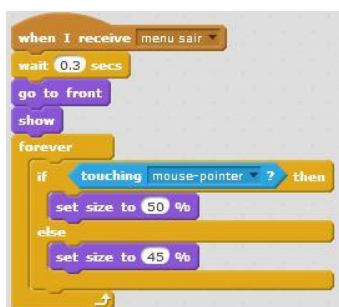 when I receive menu sair
wait 0.3 secs
go to front
show
forever
if touching mouse-pointer ? then
set size to 50 %
else
set size to 45 %